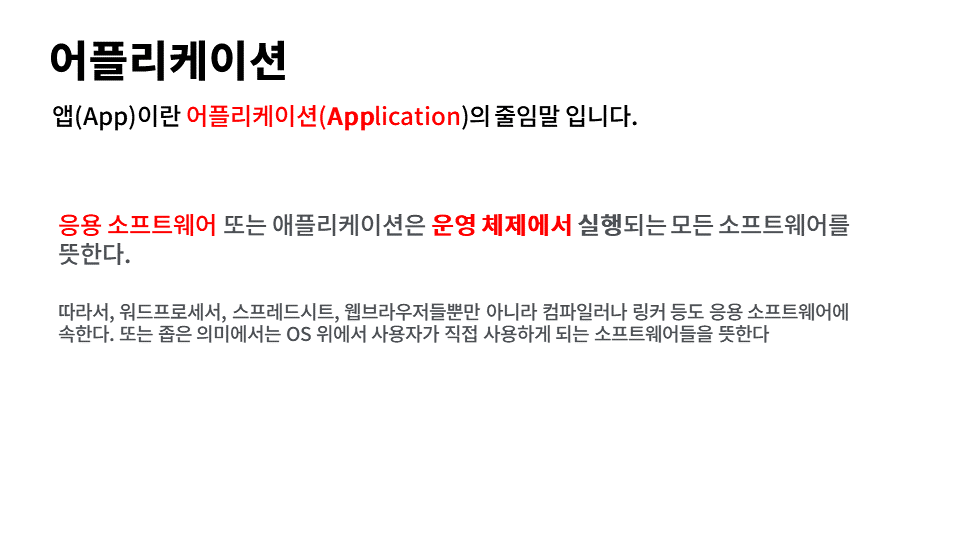 어플리케이션
앱(App)이란 어플리케이션(Application)의 줄임말 입니다.
응용 소프트웨어 또는 애플리케이션은 운영 체제에서 실행되는 모든 소프트웨어를
뜻한다.
따라서, 워드프로세서, 스프레드시트, 웹브라우저들뿐만 아니라 컴파일러나 링커 등도 응용 소프트웨어에
속한다. 또는 좁은 의미에서는 OS 위에서 사용자가 직접 사용하게 되는 소프트웨어들을 뜻한다